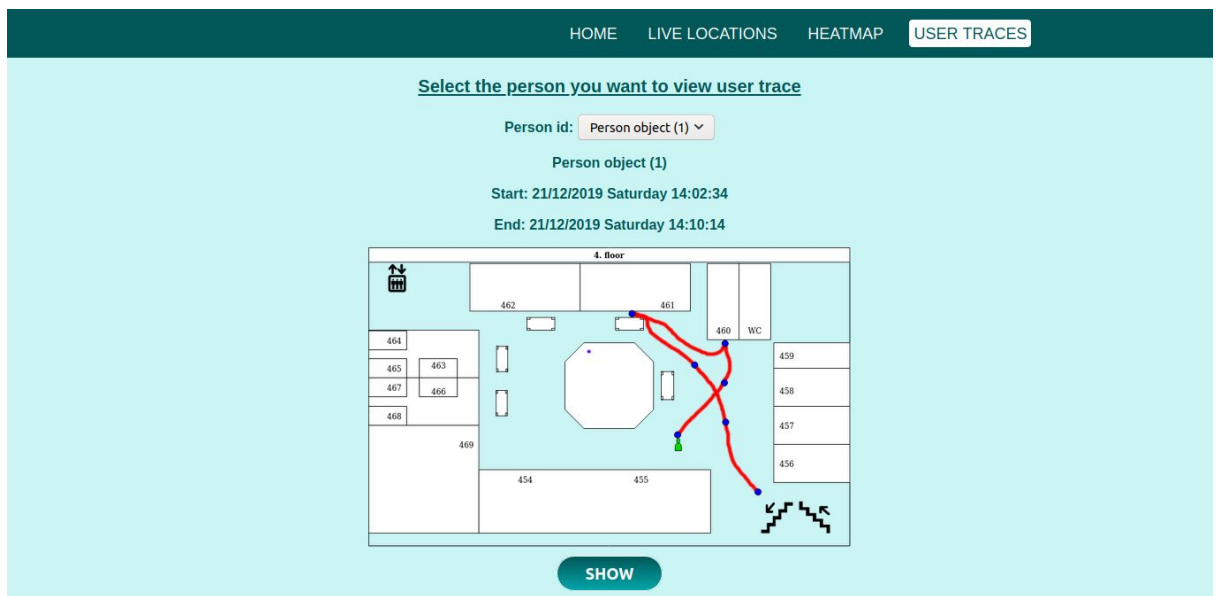 HOME LIVE LOCATIONS HEATMAP USER TRACES
Select the person you want to view user trace
Person id: Person object (1)
Person object (1)
Start: 21/12/2019 Saturday 14:02:34
End: 21/12/2019 Saturday 14:10:14
4. floor
462 461
460 WC
464
459
465 463
467 466
458
468
457
469
456
454 455
SHOW